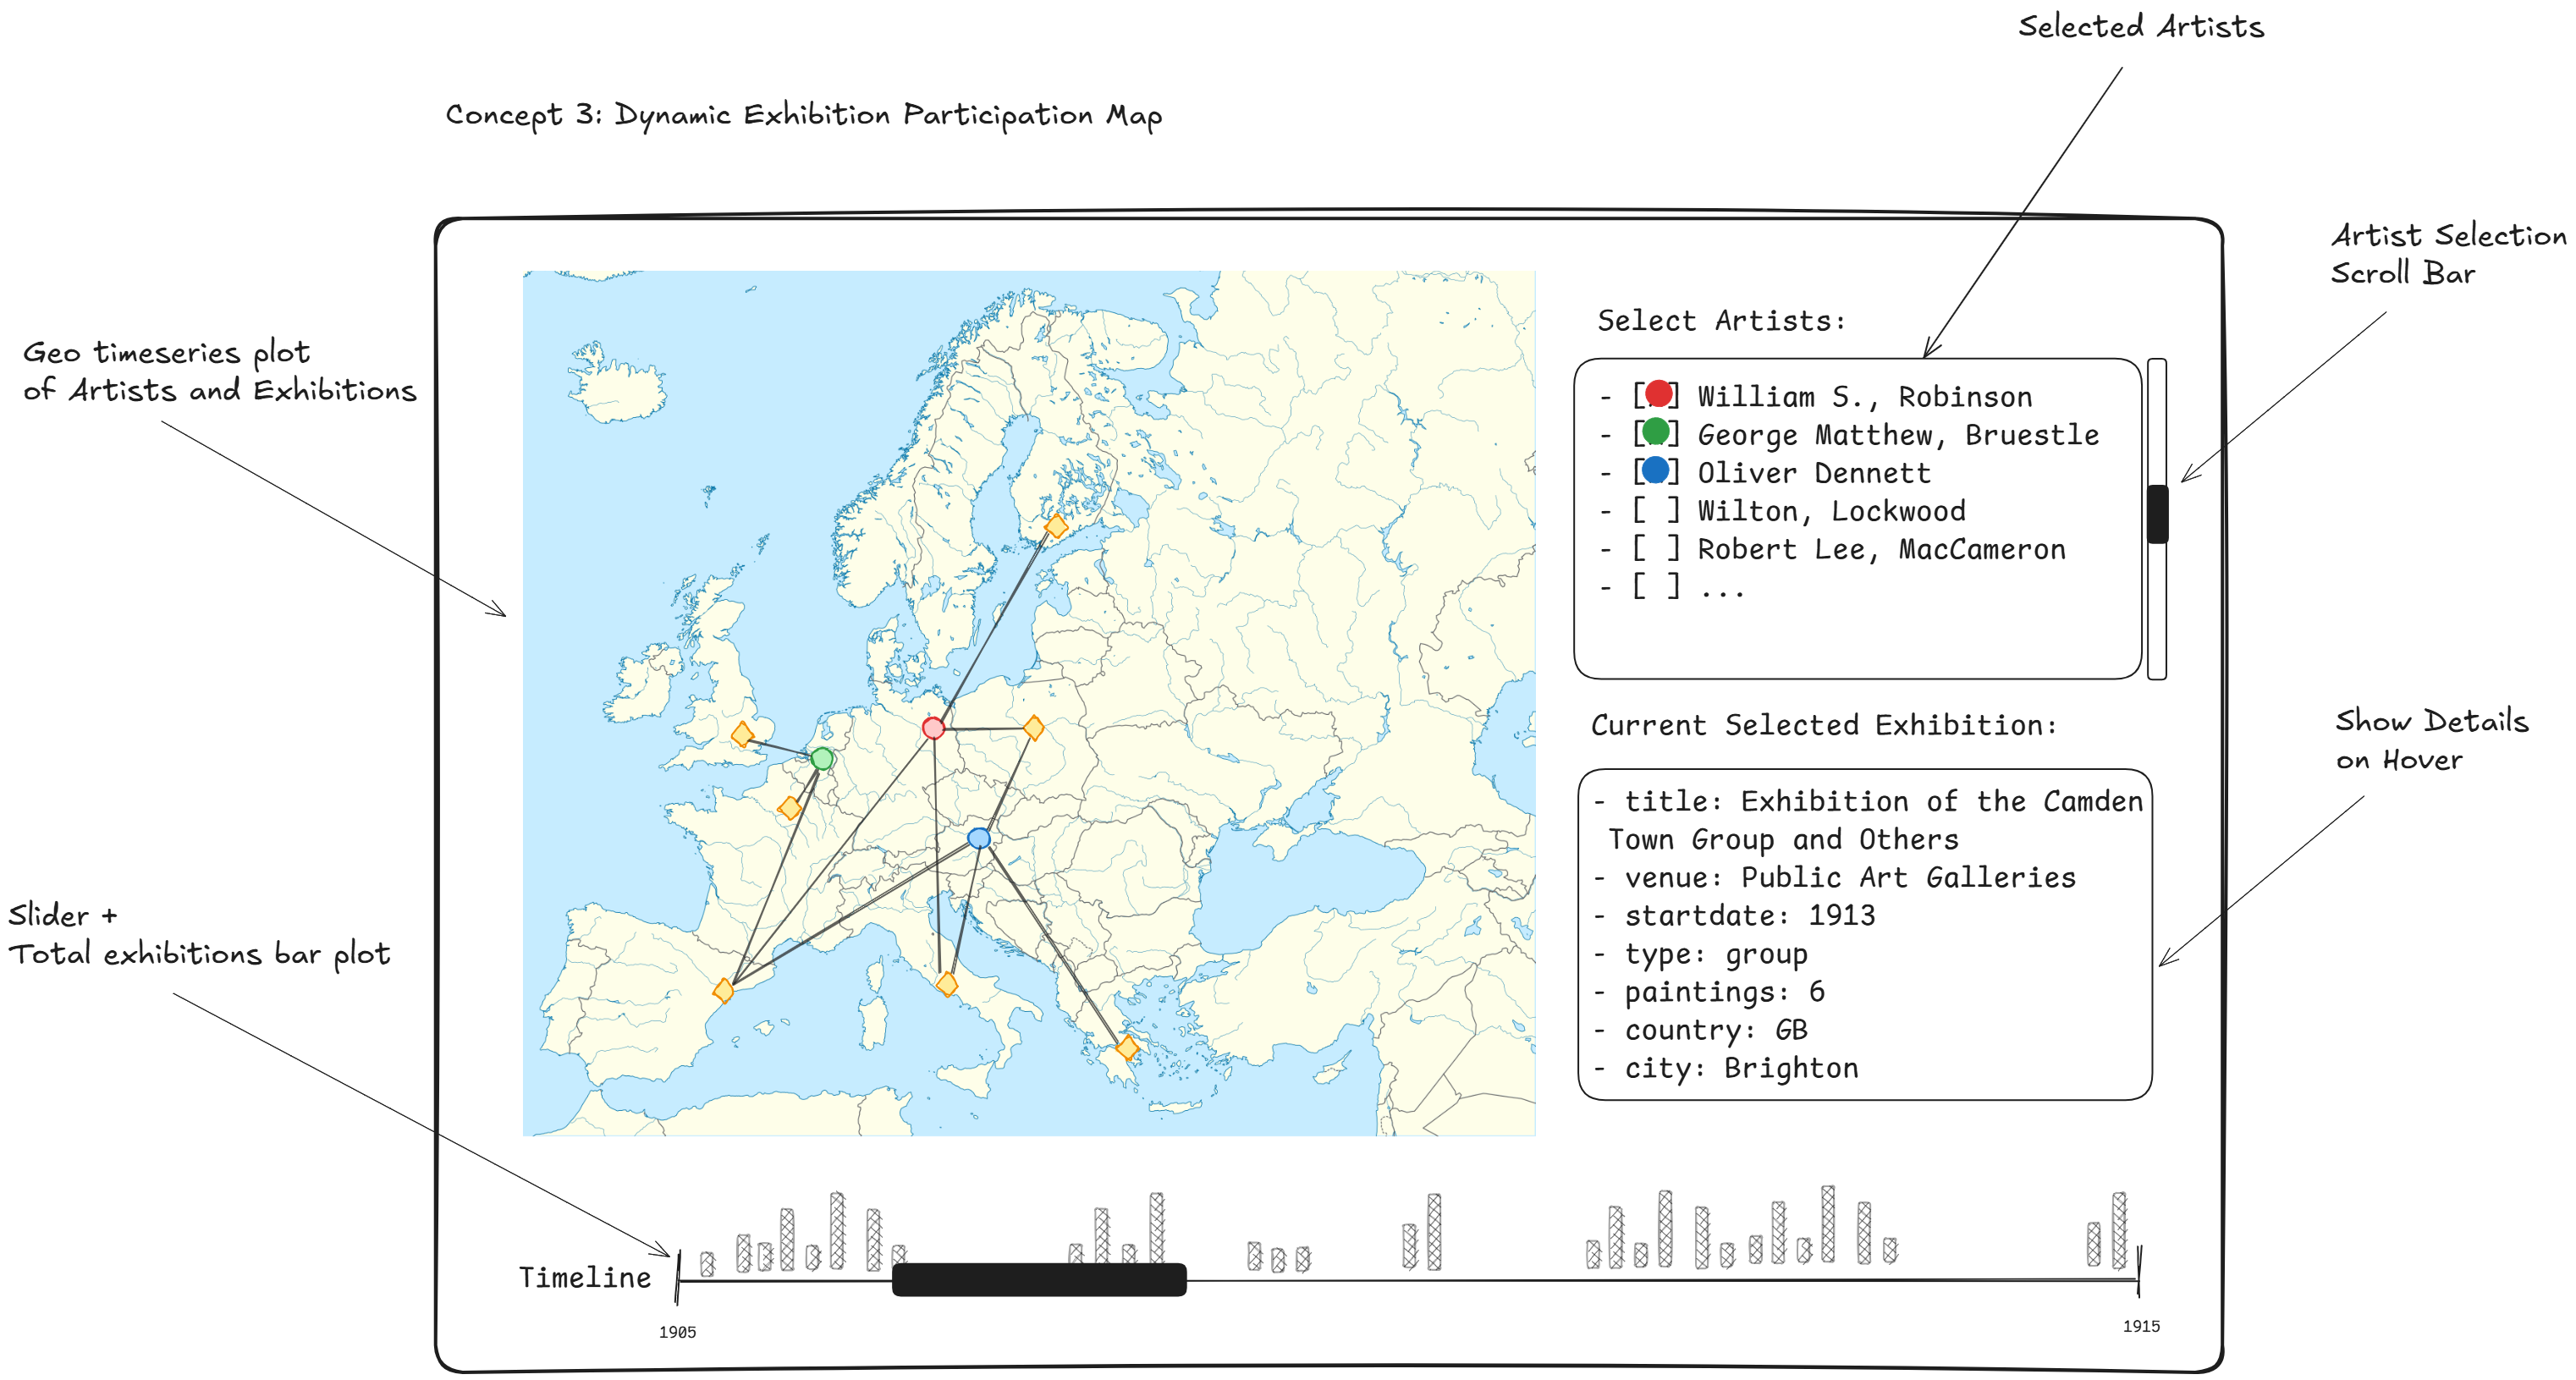 Selected Artists
Concept 3: Dynamic Exhibition Participation Map
Artist Selection
Scroll Bar
Geo timeseries plot
of Artists and Exhibitions
Select Artists:
- [ ] William S., Robinson
- [ ] George Matthew, Bruestle
- [ ] Oliver Dennett
- [ ] Wilton, Lockwood
- [ ] Robert Lee, MacCameron
- [ ] ...
Current Selected Exhibition:
Show Details
on Hover
- title: Exhibition of the Camden
Town Group and Others
- venue: Public Art Galleries
- startdate: 1913
- type: group
- paintings: 6
- country: GB
- city: Brighton
Slider +
Total exhibitions bar plot
Timeline
1905
1915